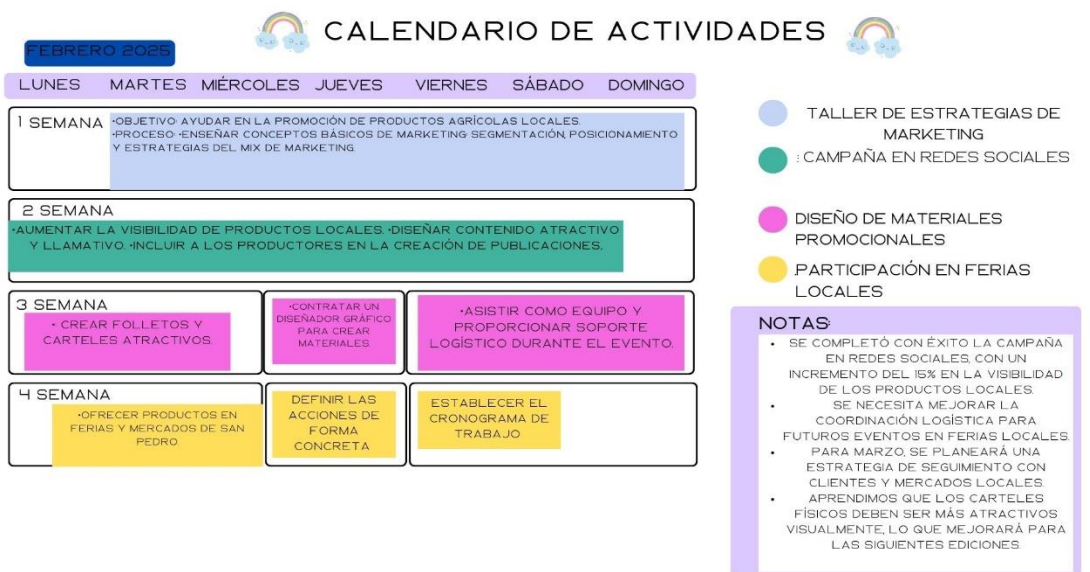 CALENDARIO DE ACTIVIDADES
FEBRERO 2025
LUNES MARTES MIÉRCOLES JUEVES VIERNES SÁBADO DOMINGO
1 SEMANA
•OBJETIVO: AYUDAR EN LA PROMOCIÓN DE PRODUCTOS AGRÍCOLAS LOCALES.
•PROCESO: •ENSEÑAR CONCEPTOS BÁSICOS DE MARKETING: SEGMENTACIÓN, POSICIONAMIENTO
Y ESTRATEGIAS DEL MIX DE MARKETING.
2 SEMANA
•AUMENTAR LA VISIBILIDAD DE PRODUCTOS LOCALES. •DISEÑAR CONTENIDO ATRACTIVO
Y LLAMATIVO. •INCLUIR A LOS PRODUCTORES EN LA CREACIÓN DE PUBLICACIONES.
3 SEMANA
• CREAR FOLLETOS Y
CARTELES ATRACTIVOS.
•CONTRATAR UN
DISEÑADOR GRÁFICO
PARA CREAR
MATERIALES.
•ASISTIR COMO EQUIPO Y
PROPORCIONAR SOPORTE
LOGÍSTICO DURANTE EL EVENTO.
4 SEMANA
•OFRECER PRODUCTOS EN
FERIAS Y MERCADOS DE SAN
PEDRO.
DEFINIR LAS
ACCIONES DE
FORMA
CONCRETA
ESTABLECER EL
CRONOGRAMA DE
TRABAJO
TALLER DE ESTRATEGIAS DE
MARKETING
: CAMPAÑA EN REDES SOCIALES
DISEÑO DE MATERIALES
PROMOCIONALES
.PARTICIPACIÓN EN FERIAS
LOCALES
NOTAS:
• SE COMPLETÓ CON ÉXITO LA CAMPAÑA
EN REDES SOCIALES, CON UN
INCREMENTO DEL 15% EN LA VISIBILIDAD
DE LOS PRODUCTOS LOCALES.
• SE NECESITA MEJORAR LA
COORDINACIÓN LOGÍSTICA PARA
FUTUROS EVENTOS EN FERIAS LOCALES.
• PARA MARZO, SE PLANEARÁ UNA
ESTRATEGIA DE SEGUIMIENTO CON
CLIENTES Y MERCADOS LOCALES.
• APRENDIMOS QUE LOS CARTELES
FÍSICOS DEBEN SER MÁS ATRACTIVOS
VISUALMENTE, LO QUE MEJORARÁ PARA
LAS SIGUIENTES EDICIONES.